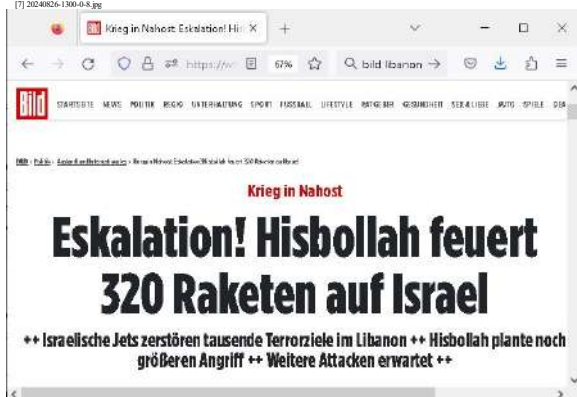 [7] 20240826-1300-0-8.jpg
Krieg in Nahost: Eskalation! His
https://w
67%
bild libanon
Bild
STARTSEITE NEWS POLITIK REGIO UNTERHALTUNG SPORT FUSSBALL LIFESTYLE RATGEBER GESUNDHEIT SEX & LIEBE AUTO SPIELE
Krieg in Nahost
Eskalation! Hisbollah feuert
320 Raketen auf Israel
++ Israelische Jets zerstören tausende Terrorziele im Libanon ++ Hisbollah plante noch
größeren Angriff ++ Weitere Attacken erwartet ++